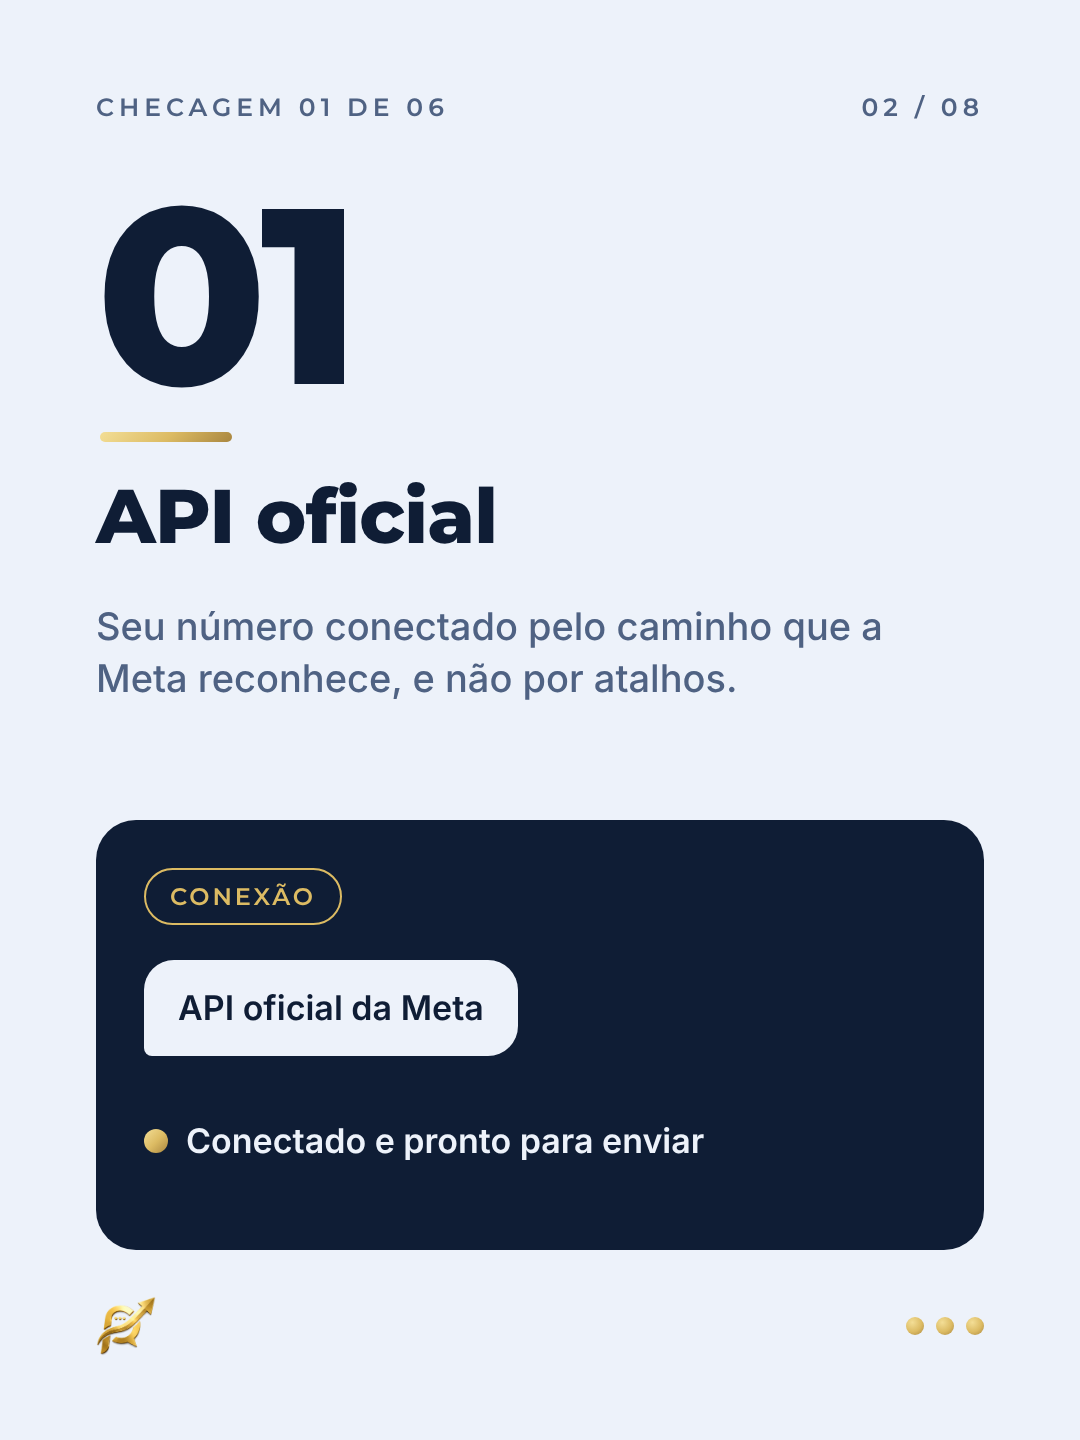 CHECAGEM 01 DE 06
02 / 08
01
API oficial
Seu número conectado pelo caminho que a
Meta reconhece, e não por atalhos.
CONEXÃO
API oficial da Meta
Conectado e pronto para enviar